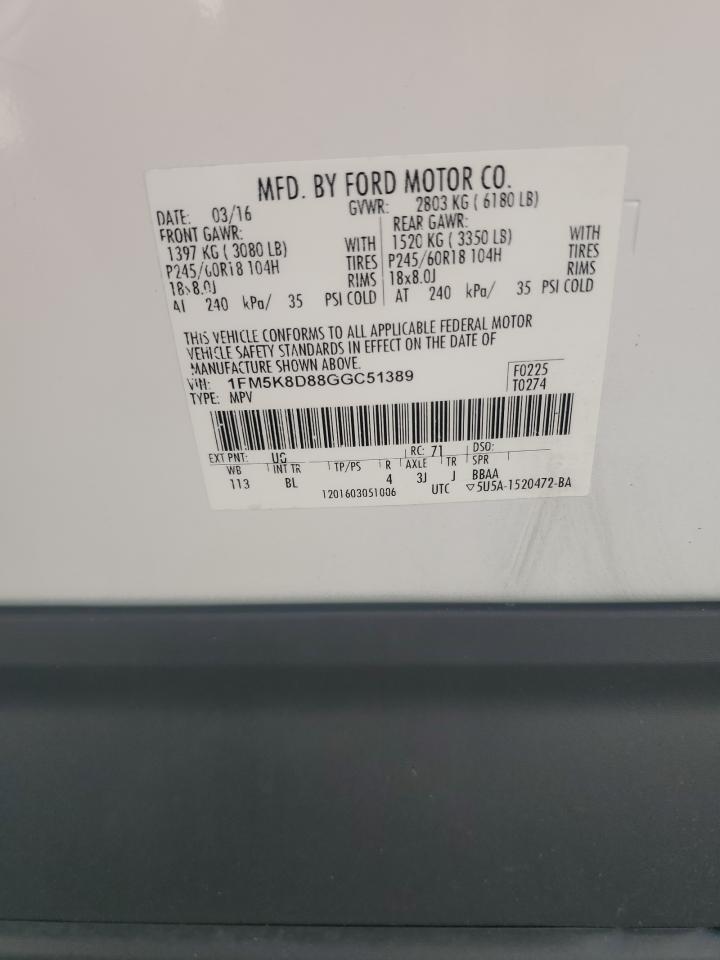 MFD. BY FORD MOTOR CO.
DATE: 03/16 GVWR: 2803 KG ( 6180 LB)
FRONT GAWR: REAR GAWR:
1397 KG ( 3080 LB) WITH 1520 KG ( 3350 LB) WITH
P245/60R18 104H TIRES P245/60R18 104H TIRES
18x8.0J RIMS 18x8.0J RIMS
AT 240 kPa/ 35 PSI COLD AT 240 kPa/ 35 PSI COLD
THIS VEHICLE CONFORMS TO ALL APPLICABLE FEDERAL MOTOR
VEHICLE SAFETY STANDARDS IN EFFECT ON THE DATE OF
MANUFACTURE SHOWN ABOVE.
VIN: 1FM5K8D88GGC51389 F0225
TYPE: MPV T0274
EXT PNT: UG RC: 71 DSO:
WB INT TR TP/PS R AXLE TR SPR
113 BL 4 3J J BBAA
1201603051006 UTC ▽5U5A-1520472-BA